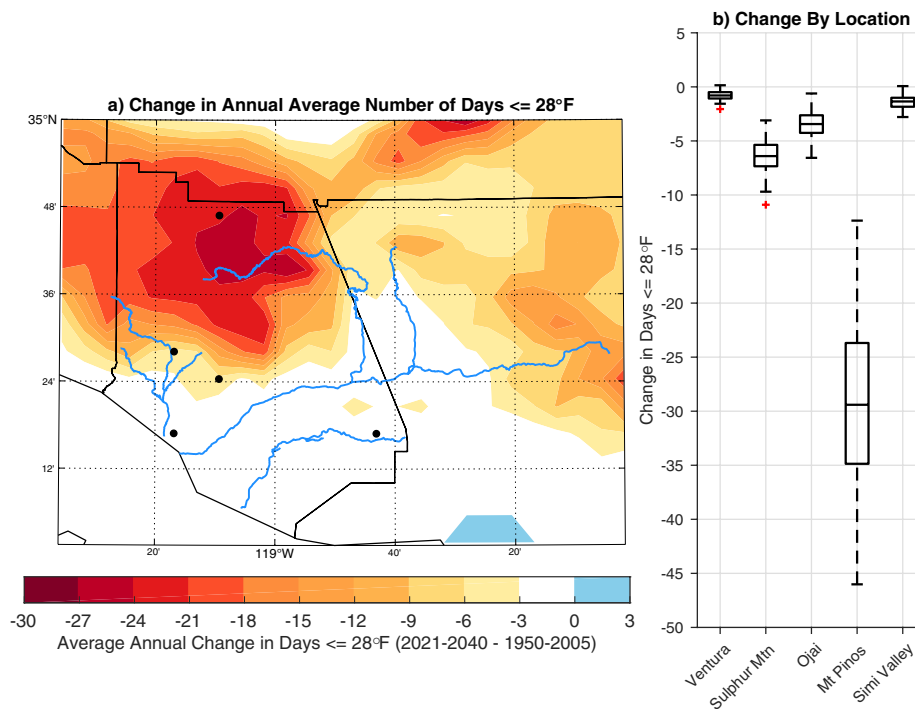 b) Change By Location
a) Change in Annual Average Number of Days <= 28°F
35°N
48'
36'
24'
12'
20'
119°W
40'
20'
-30
-27
-24
-21
-18
-15
-12
-9
-6
-3
0
3
Average Annual Change in Days <= 28°F (2021-2040 - 1950-2005)
5
0
-5
-10
-15
-20
-25
-30
-35
-40
-45
-50
Change in Days <= 28°F
Ventura
Sulphur Mtn
Ojai
Mt Pinos
Simi Valley